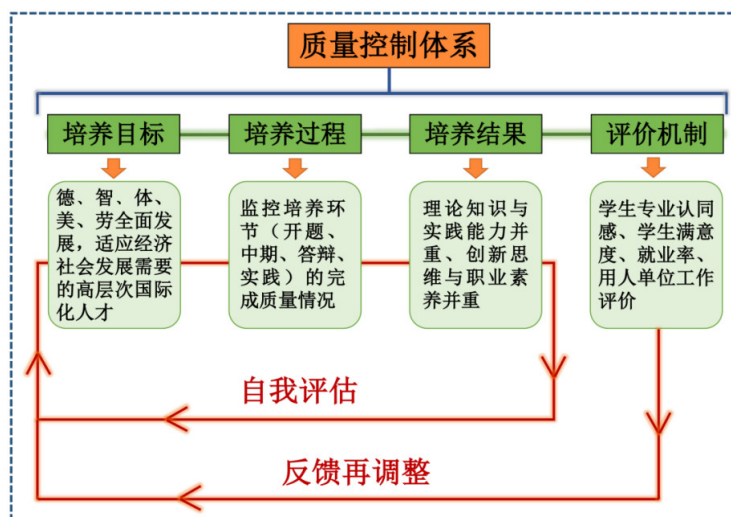 质量控制体系
培养目标
培养过程
培养结果
评价机制
德、智、体、
美、劳全面发
展，适应经济
社会发展需要
的高层次国际
化人才
监控培养环
节（开题、
中期、答辩、
实践）的完
成质量情况
理论知识与
实践能力并
重、创新思
维与职业素
养并重
学生专业认同
感、学生满意
度、就业率、
用人单位工作
评价
自我评估
反馈再调整